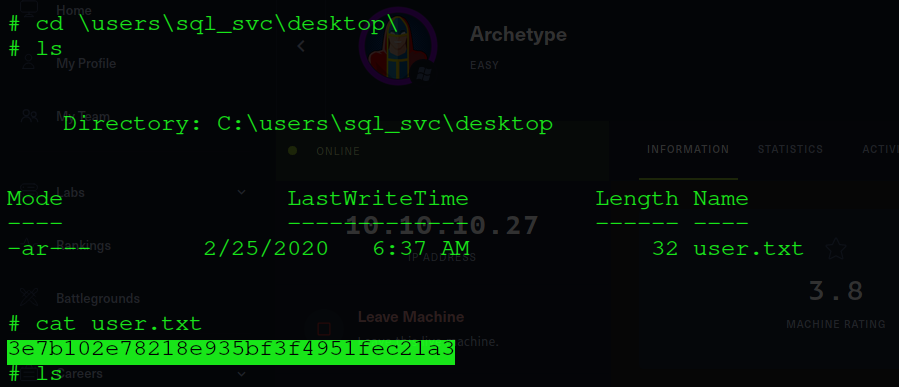 Home
# cd \users\sql_svc\desktop\
# ls
Archetype
My Profile
EASY
My Team
Directory: C:\users\sql_svc\desktop
ONLINE
INFORMATION STATISTICS ACTIVI
Labs
Mode LastWriteTime Length Name
---- ------------- ------ ----
10.10.10.27
Rankings
-ar--- 2/25/2020 6:37 AM 32 user.txt
IP ADDRESS
3.8
Battlegrounds
MACHINE RATING
Leave Machine
# cat user.txt
3e7b102e78218e935bf3f4951fec21a3
machine.
Careers
# ls